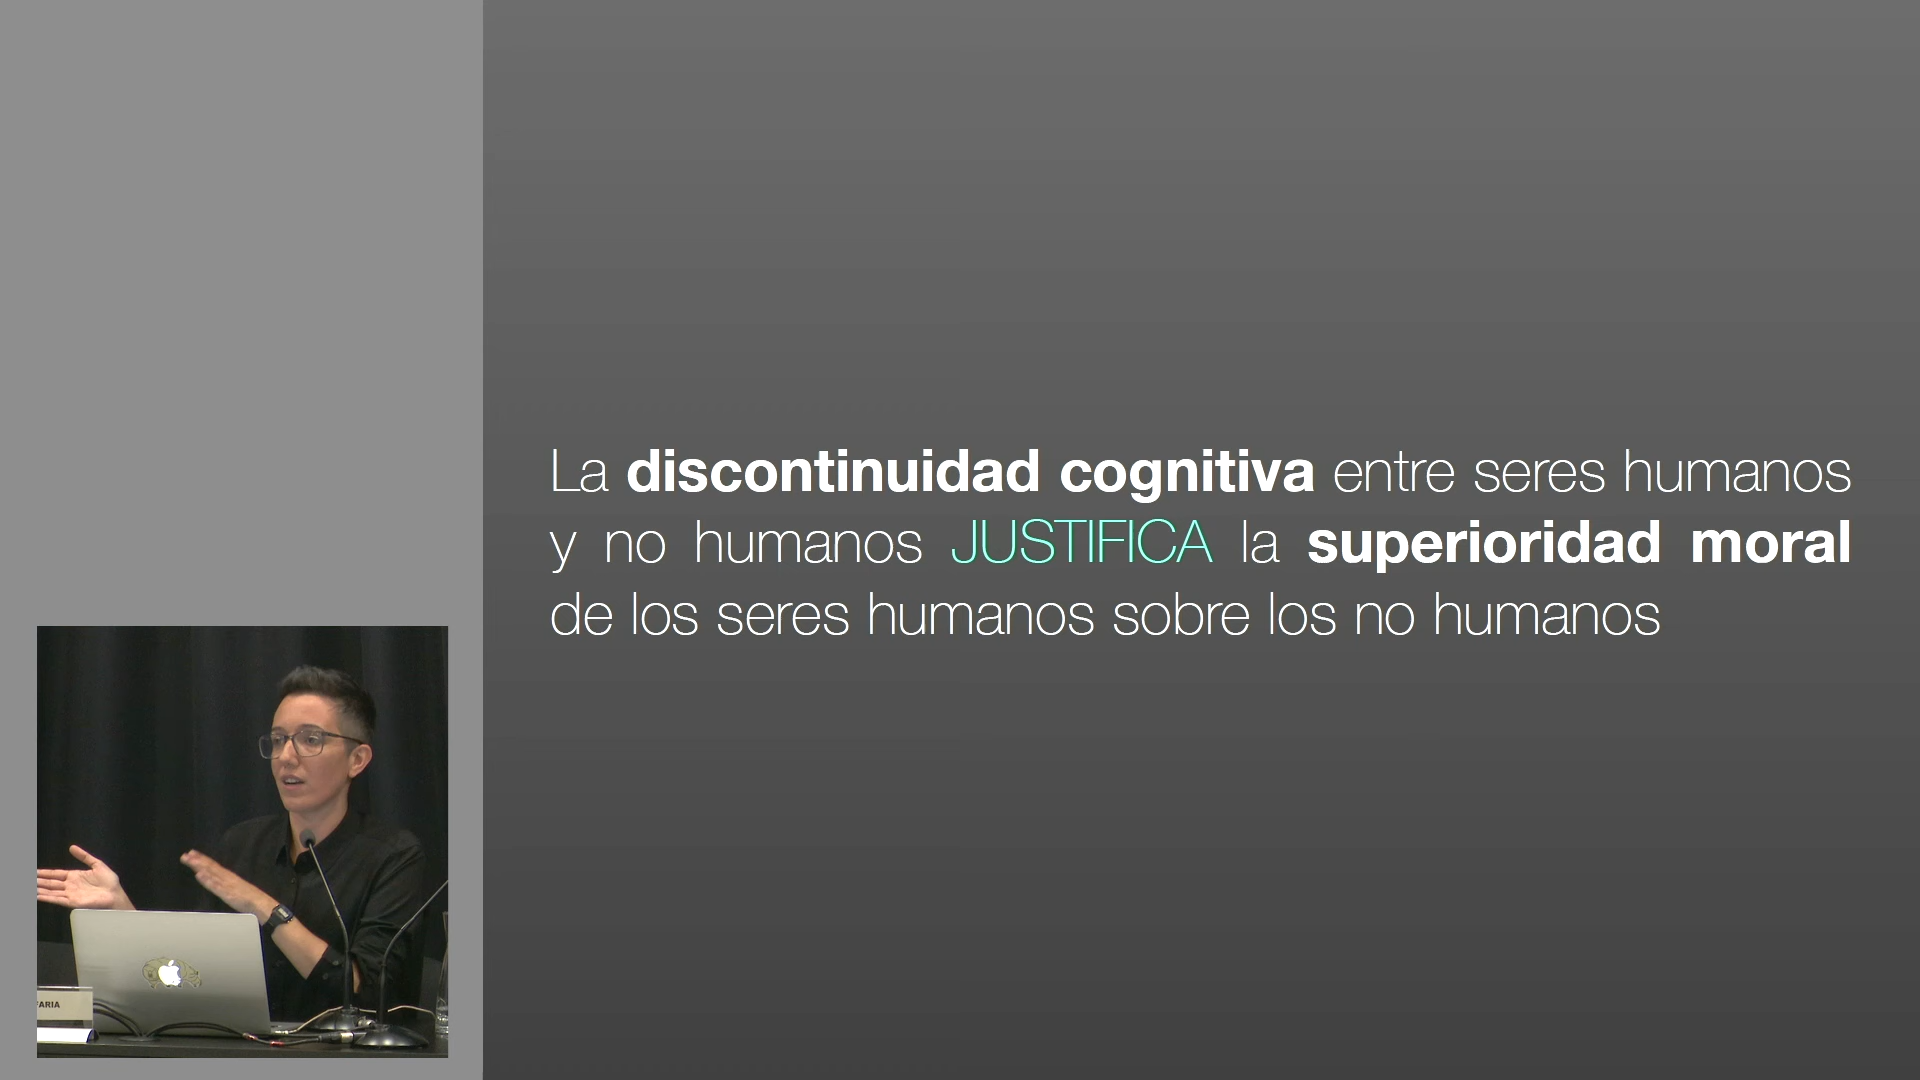 La discontinuidad cognitiva entre seres humanos
y no humanos JUSTIFICA la superioridad moral
de los seres humanos sobre los no humanos
FARIA